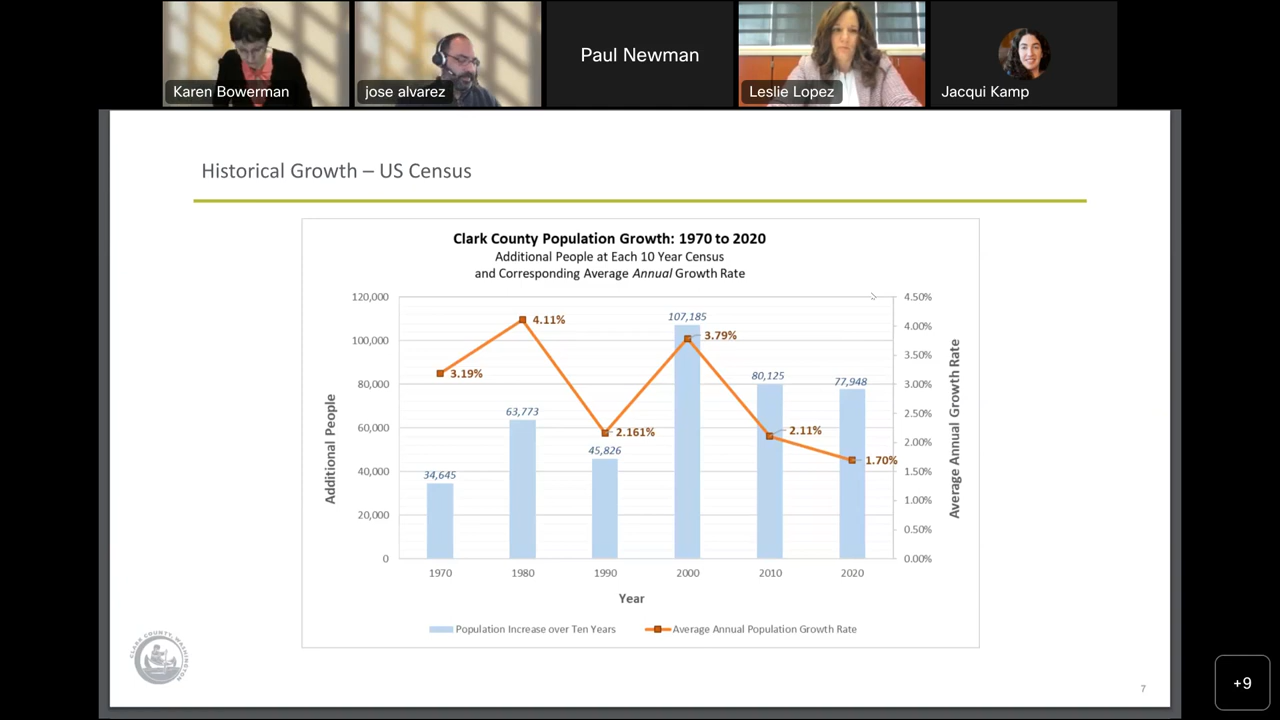 Karen Bowerman
jose alvarez
Paul Newman
Leslie Lopez
Jacqui Kamp
Historical Growth – US Census
Clark County Population Growth: 1970 to 2020
Additional People at Each 10 Year Census
and Corresponding Average Annual Growth Rate
120,000
100,000
80,000
60,000
40,000
20,000
0
Additional People
4.50%
4.00%
3.50%
3.00%
2.50%
2.00%
1.50%
1.00%
0.50%
0.00%
Average Annual Growth Rate
3.19%
4.11%
2.161%
3.79%
2.11%
1.70%
34,645
63,773
45,826
107,185
80,125
77,948
1970
1980
1990
2000
2010
2020
Year
Population Increase over Ten Years
Average Annual Population Growth Rate
CLARK COUNTY, WASHINGTON
7
+9